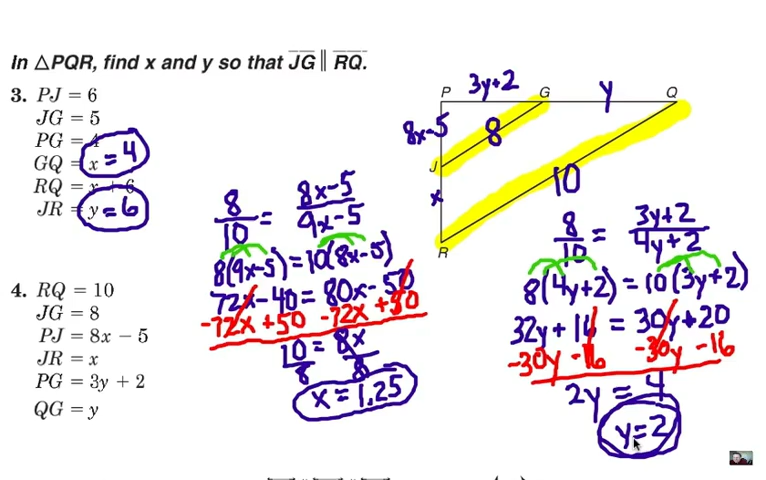 In △PQR, find x and y so that J̅G̅ ∥ R̅Q̅.
3. PJ = 6
JG = 5
PG = 4
GQ = x = 4
RQ = x + 6
JR = y = 6
4. RQ = 10
JG = 8
PJ = 8x − 5
JR = x
PG = 3y + 2
QG = y
8/10 = 8x-5/9x-5
8(9x-5) = 10(8x-5)
72x - 40 = 80x - 50
-72x +50 -72x +50
10 = 8x
8 8
x = 1.25
P 3y+2 G y Q
8x-5 8
J
x 10
R
8/10 = 3y+2/4y+2
8(4y+2) = 10(3y+2)
32y + 16 = 30y + 20
-30y -16 -30y -16
2y = 4
y = 2